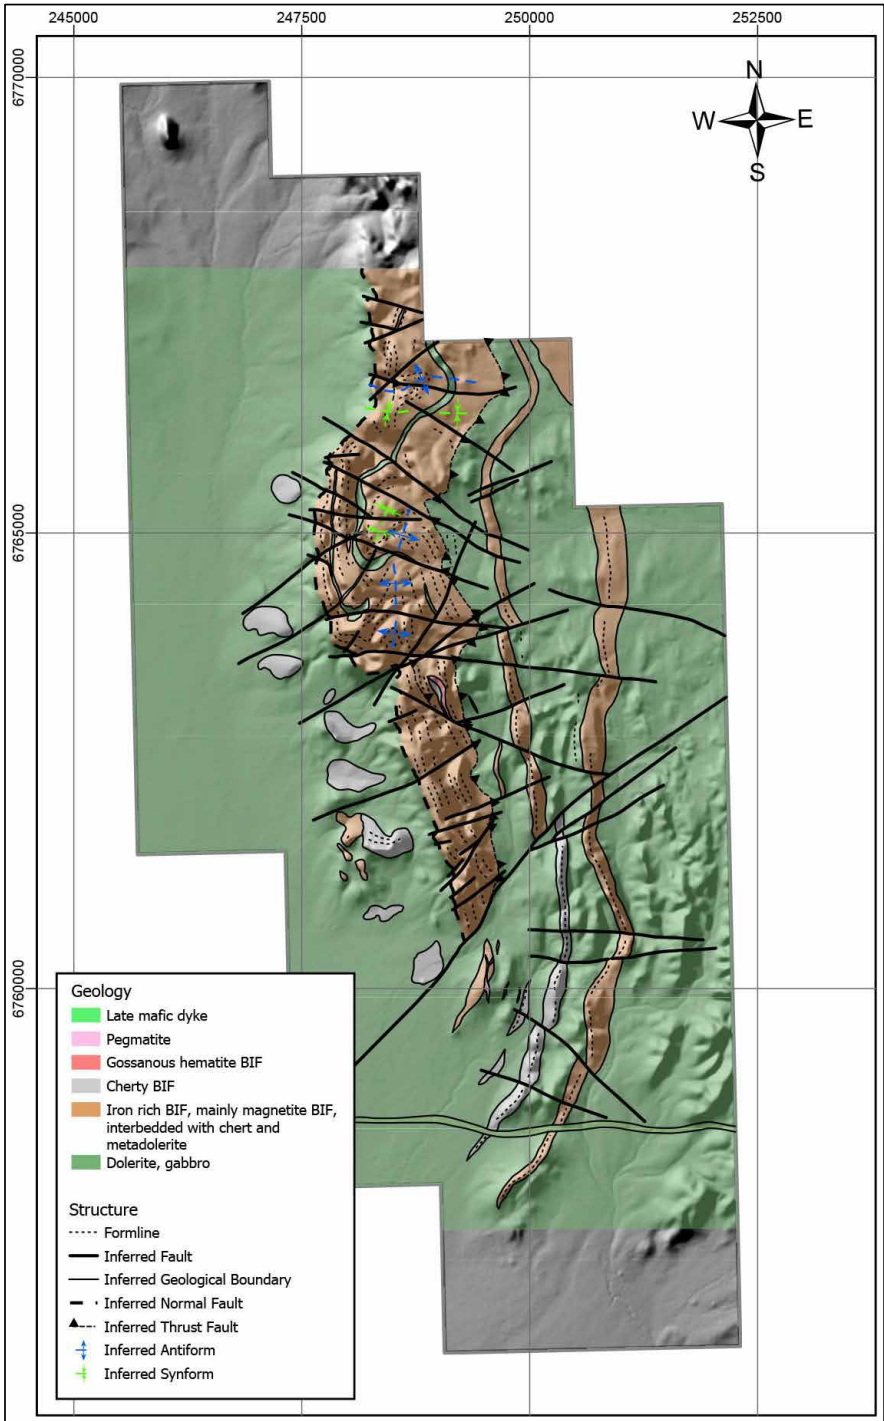 245000
247500
250000
252500
6770000
N
W
E
S
6765000
6760000
Geology
Late mafic dyke
Pegmatite
Gossanous hematite BIF
Cherty BIF
Iron rich BIF, mainly magnetite BIF,
interbedded with chert and
metadolerite
Dolerite, gabbro
Structure
Formline
Inferred Fault
Inferred Geological Boundary
Inferred Normal Fault
Inferred Thrust Fault
Inferred Antiform
Inferred Synform